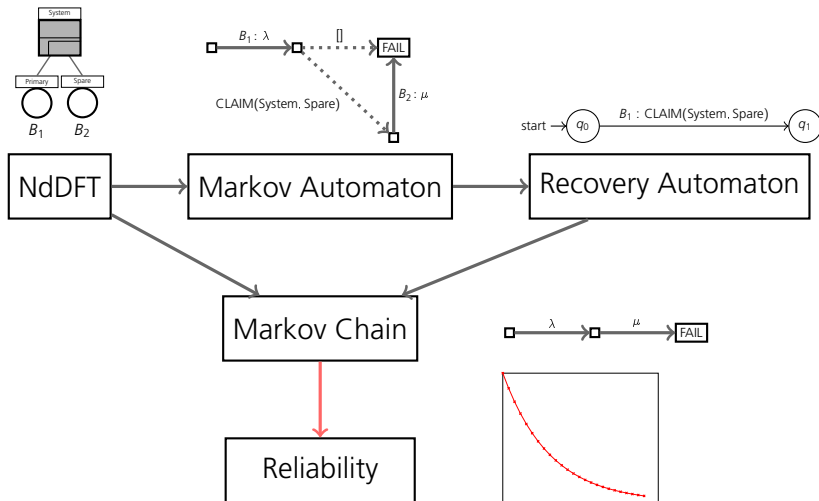 System
Primary
Spare
B₁
B₂
B₁ : λ
[]
FAIL
CLAIM(System, Spare)
B₂ : μ
start
q₀
B₁ : CLAIM(System, Spare)
q₁
NdDFT
Markov Automaton
Recovery Automaton
Markov Chain
λ
μ
FAIL
Reliability